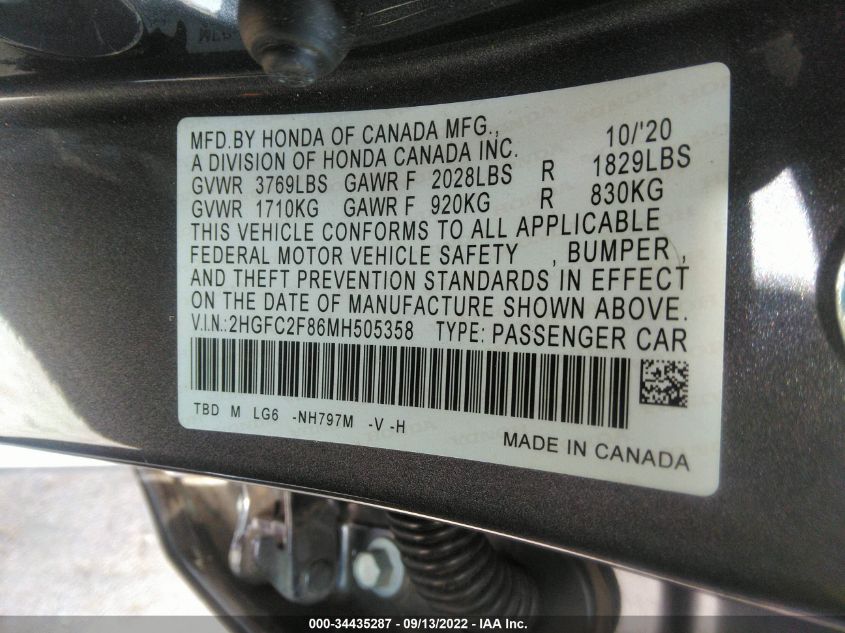 MFD.BY HONDA OF CANADA MFG., 10/'20
A DIVISION OF HONDA CANADA INC.
GVWR 3769LBS GAWR F 2028LBS R 1829LBS
GVWR 1710KG GAWR F 920KG R 830KG
THIS VEHICLE CONFORMS TO ALL APPLICABLE
FEDERAL MOTOR VEHICLE SAFETY , BUMPER ,
AND THEFT PREVENTION STANDARDS IN EFFECT
ON THE DATE OF MANUFACTURE SHOWN ABOVE.
V.I.N.:2HGFC2F86MH505358 TYPE: PASSENGER CAR
TBD M LG6 -NH797M -V -H
MADE IN CANADA
000-34435287 - 09/13/2022 - IAA Inc.